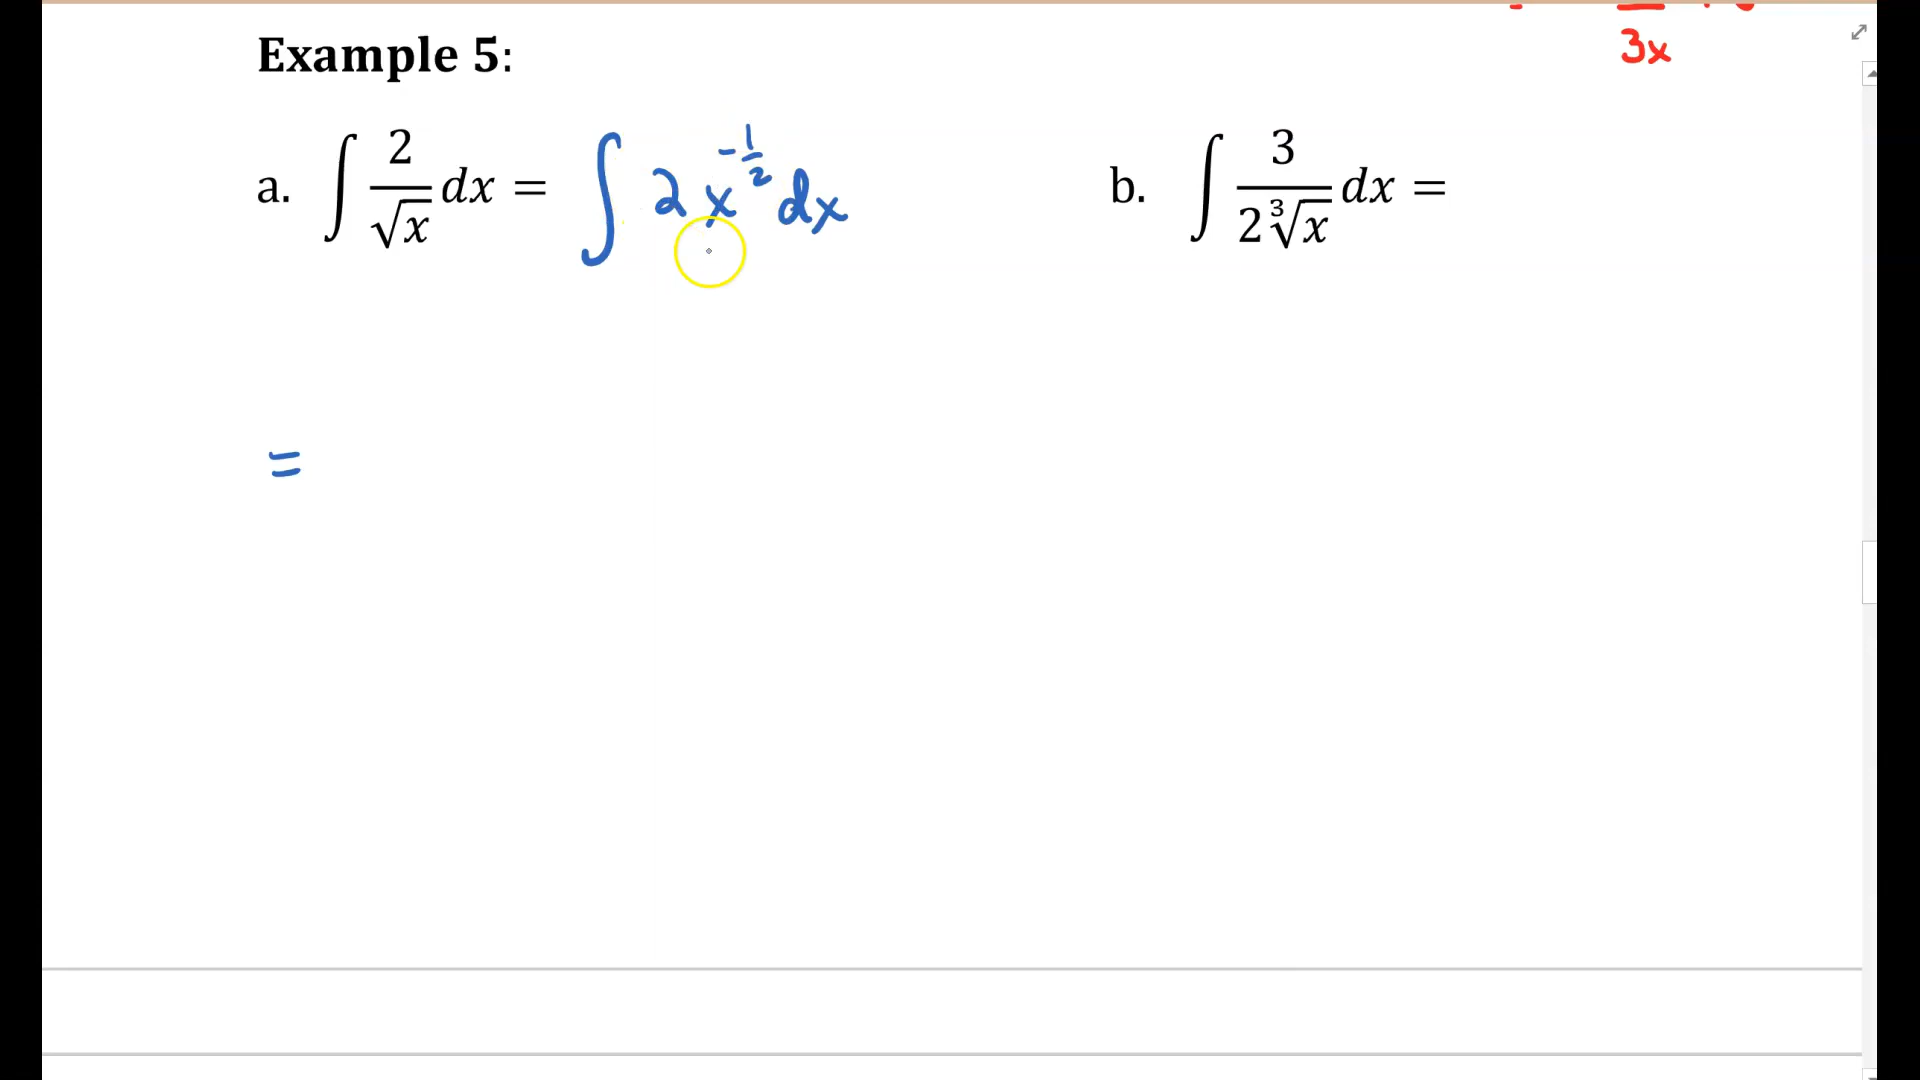 3x
Example 5:
a. ∫ 2/√x dx = ∫ 2x^(-1/2) dx
b. ∫ 3/(2∛x) dx =
=